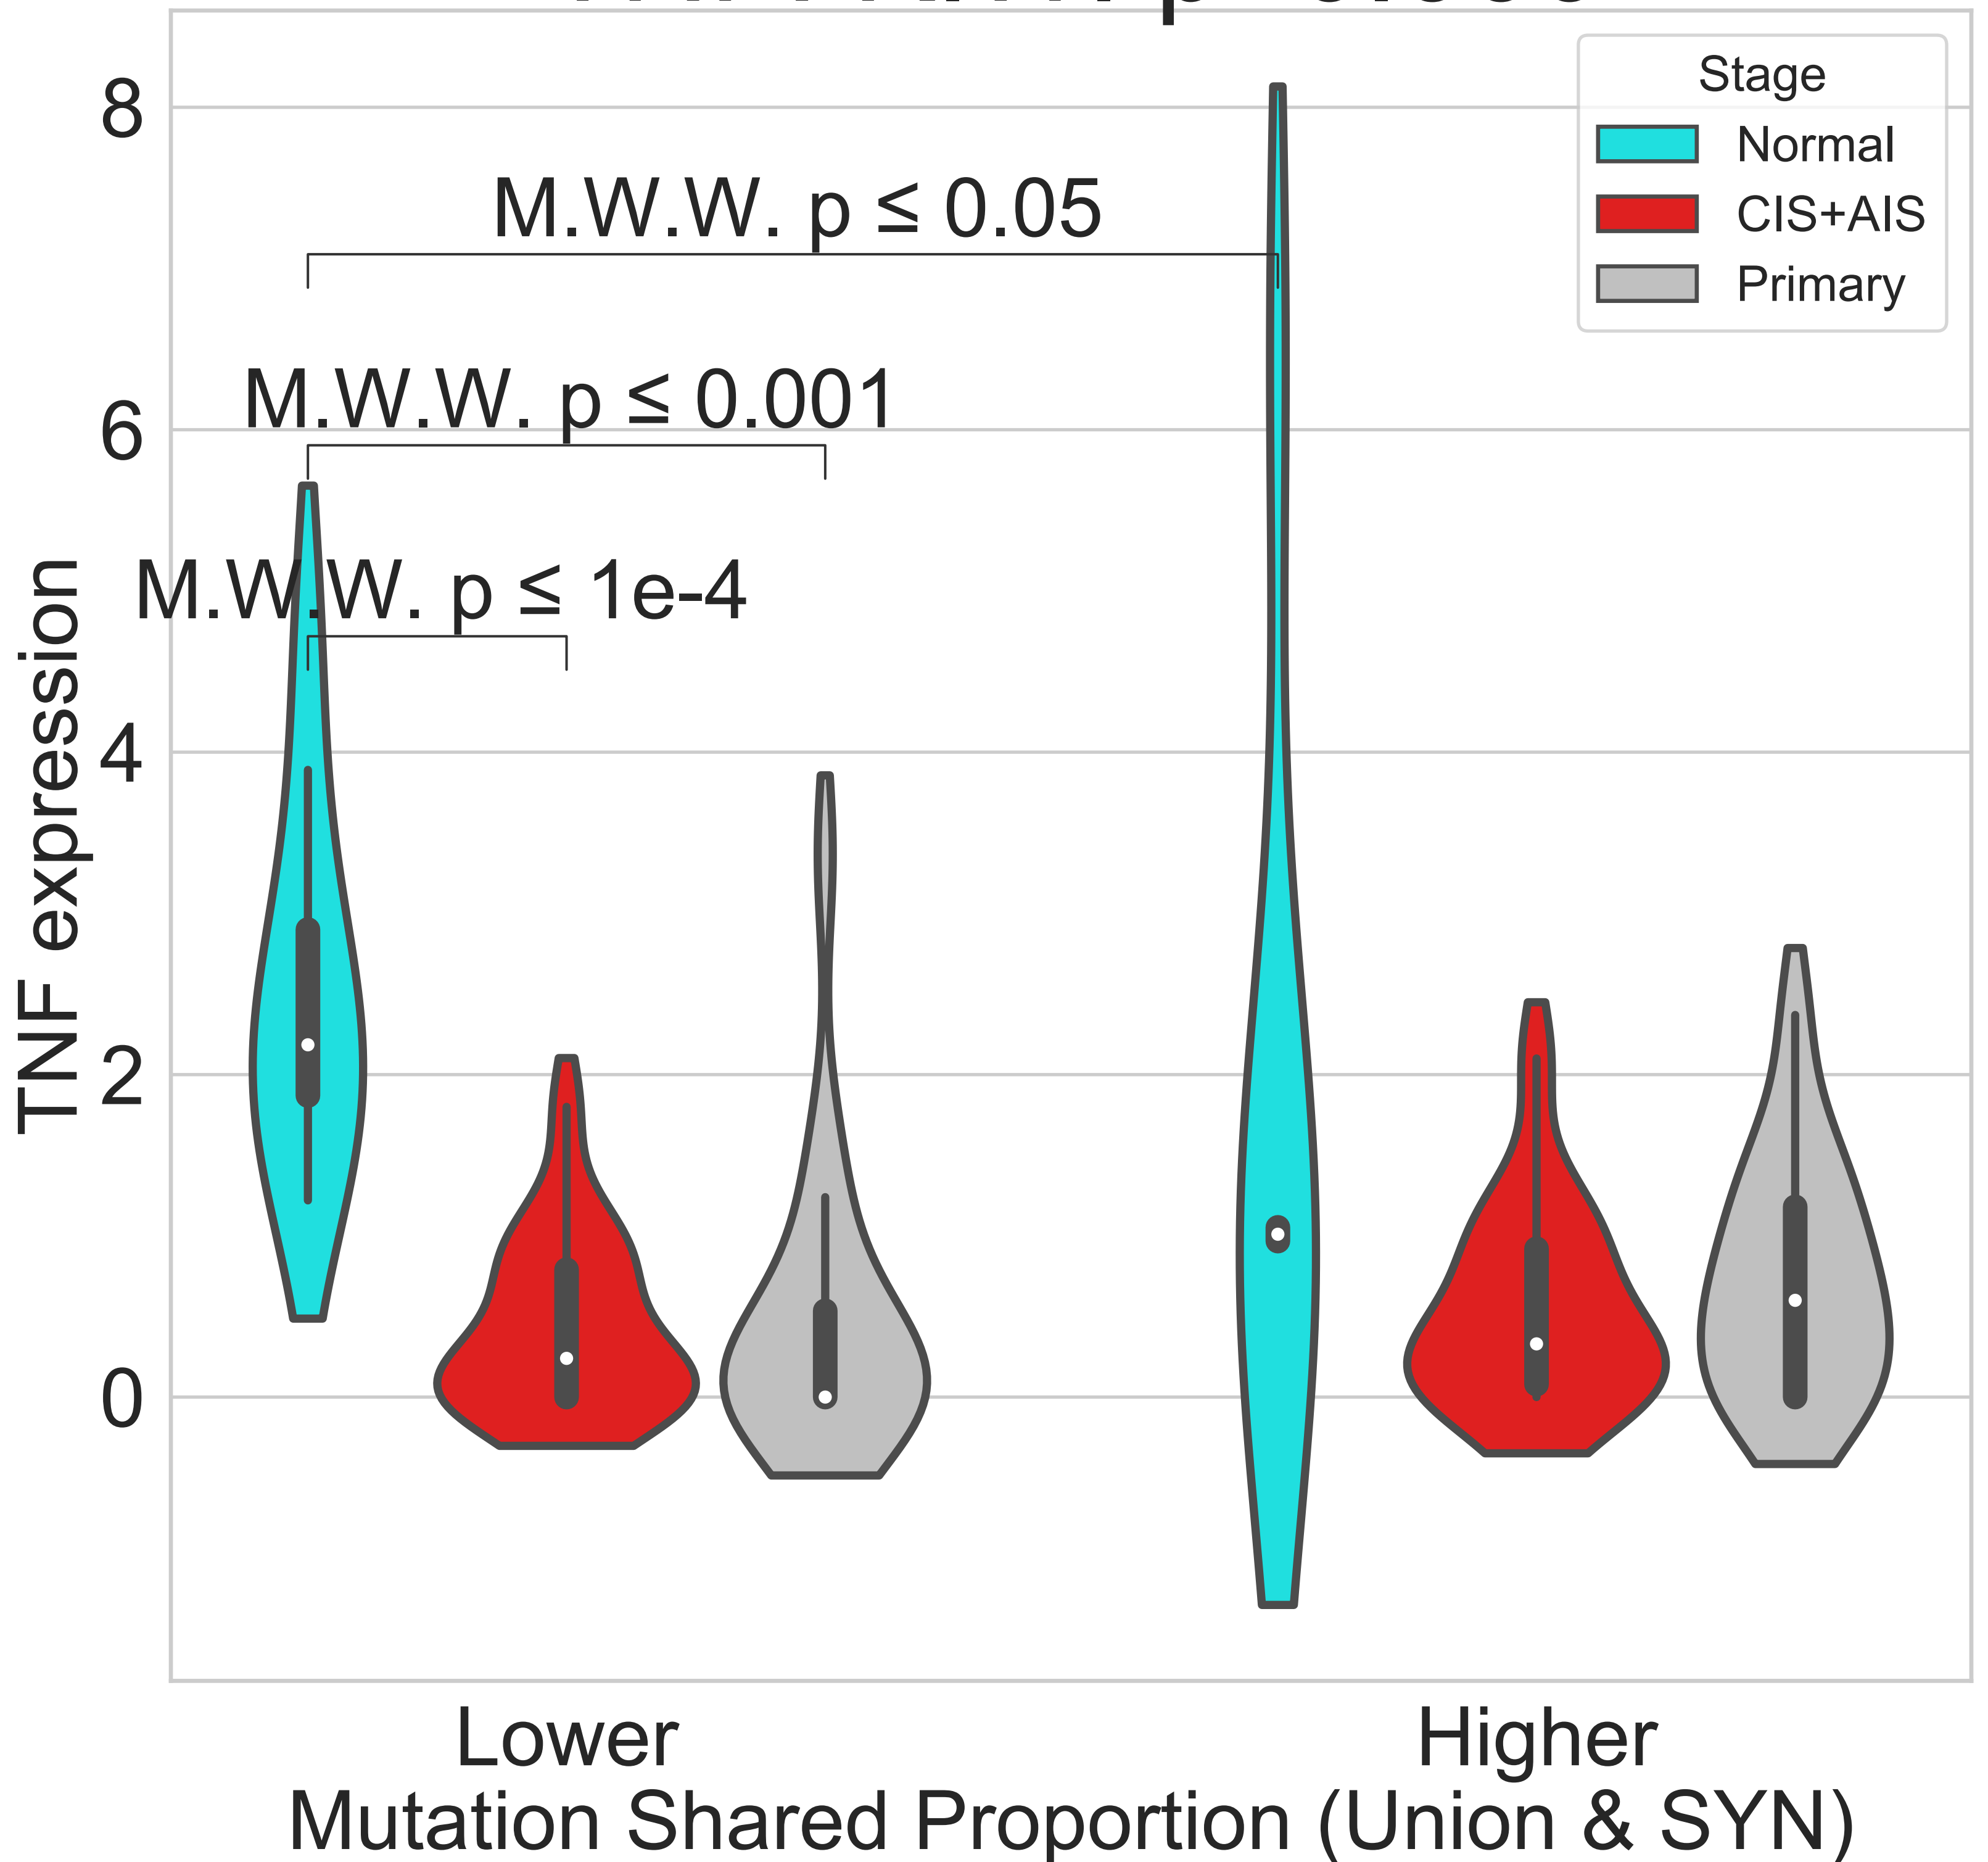 Stage
Normal
CIS+AIS
Primary
8
6
4
2
0
M.W.W. p ≤ 0.05
M.W.W. p ≤ 0.001
M.W.W. p ≤ 1e-4
TNF expression
Lower
Higher
Mutation Shared Proportion (Union & SYN)